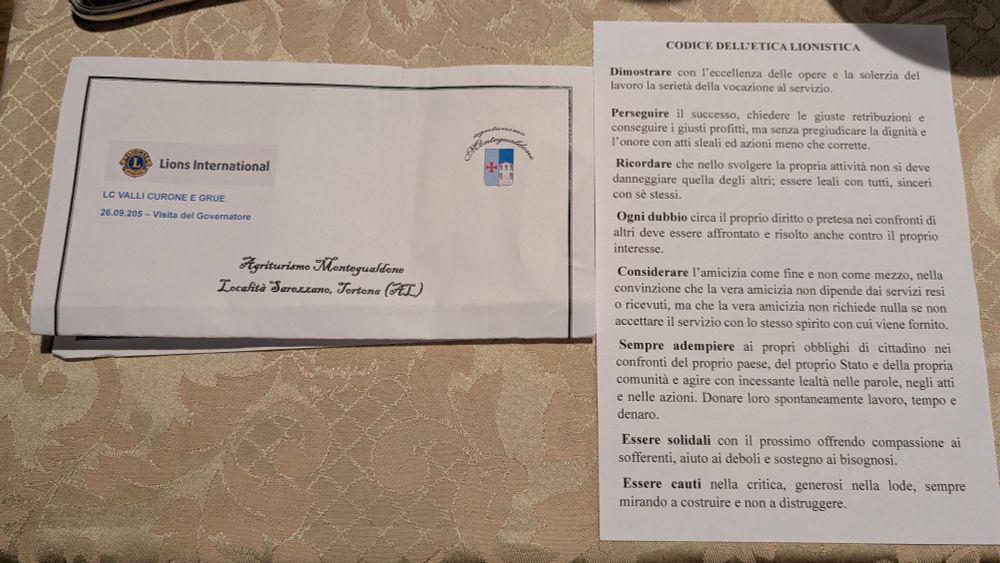 LIONS
L
Lions International
LC VALLI CURONE E GRUE
26.09.205 – Visita del Governatore
agriturismo
Montegualdone
Agriturismo Montegualdone
Località Sarezzano, Tortona (AL)
CODICE DELL'ETICA LIONISTICA
Dimostrare con l'eccellenza delle opere e la solerzia del
lavoro la serietà della vocazione al servizio.
Perseguire il successo, chiedere le giuste retribuzioni e
conseguire i giusti profitti, ma senza pregiudicare la dignità e
l'onore con atti sleali ed azioni meno che corrette.
Ricordare che nello svolgere la propria attività non si deve
danneggiare quella degli altri; essere leali con tutti, sinceri
con sè stessi.
Ogni dubbio circa il proprio diritto o pretesa nei confronti di
altri deve essere affrontato e risolto anche contro il proprio
interesse.
Considerare l'amicizia come fine e non come mezzo, nella
convinzione che la vera amicizia non dipende dai servizi resi
o ricevuti, ma che la vera amicizia non richiede nulla se non
accettare il servizio con lo stesso spirito con cui viene fornito.
Sempre adempiere ai propri obblighi di cittadino nei
confronti del proprio paese, del proprio Stato e della propria
comunità e agire con incessante lealtà nelle parole, negli atti
e nelle azioni. Donare loro spontaneamente lavoro, tempo e
denaro.
Essere solidali con il prossimo offrendo compassione ai
sofferenti, aiuto ai deboli e sostegno ai bisognosi.
Essere cauti nella critica, generosi nella lode, sempre
mirando a costruire e non a distruggere.